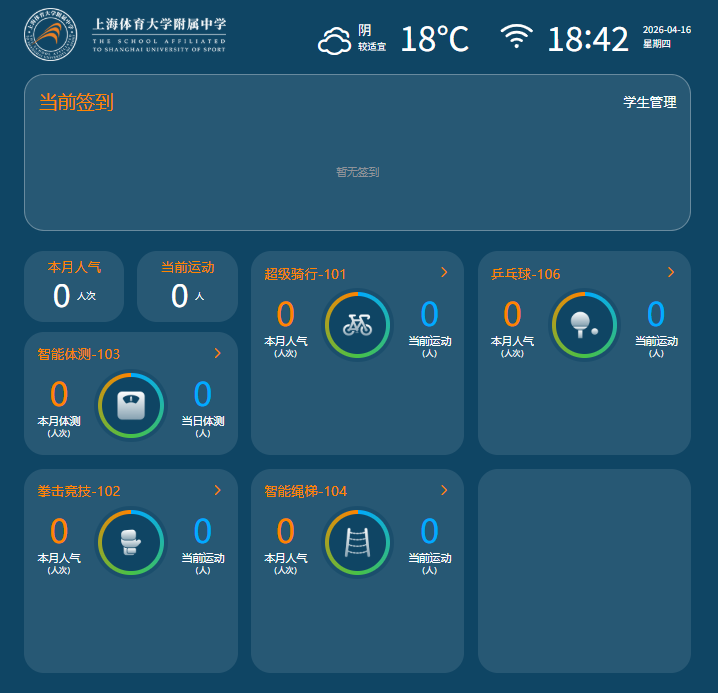 上海体育大学附属中学
THE SCHOOL AFFILIATED
TO SHANGHAI UNIVERSITY OF SPORT
阴
较适宜
18°C
18:42
2026-04-16
星期四
当前签到
学生管理
暂无签到
本月人气
0 人次
当前运动
0 人
智能体测-103
0
本月体测
(人次)
0
当日体测
(人)
超级骑行-101
0
本月人气
(人次)
0
当前运动
(人)
乒乓球-106
0
本月人气
(人次)
0
当前运动
(人)
拳击竞技-102
0
本月人气
(人次)
0
当前运动
(人)
智能绳梯-104
0
本月人气
(人次)
0
当前运动
(人)